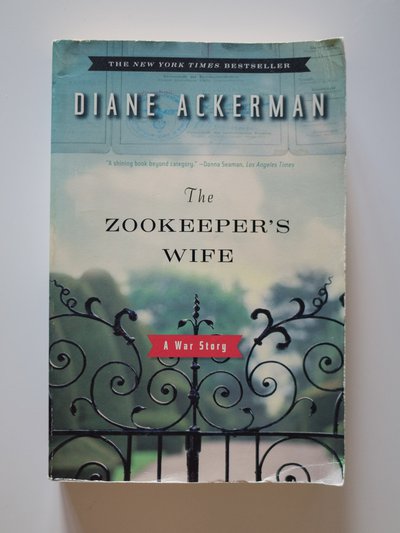 THE NEW YORK TIMES BESTSELLER
DIANE ACKERMAN
"A shining book beyond category." —Donna Seaman, Los Angeles Times
The
ZOOKEEPER'S
WIFE
A War Story